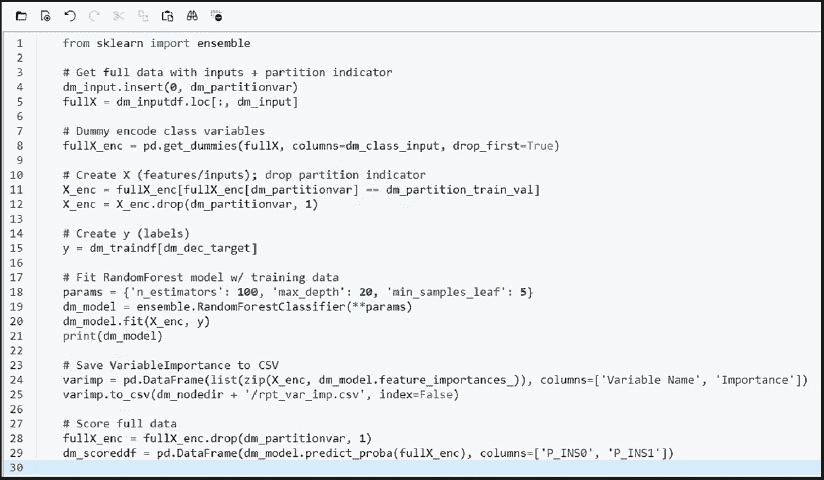 1 from sklearn import ensemble
2
3 # Get full data with inputs + partition indicator
4 dm_input.insert(0, dm_partitionvar)
5 fullX = dm_inputdf.loc[:, dm_input]
6
7 # Dummy encode class variables
8 fullX_enc = pd.get_dummies(fullX, columns=dm_class_input, drop_first=True)
9
10 # Create X (features/inputs); drop partition indicator
11 X_enc = fullX_enc[fullX_enc[dm_partitionvar] == dm_partition_train_val]
12 X_enc = X_enc.drop(dm_partitionvar, 1)
13
14 # Create y (labels)
15 y = dm_traindf[dm_dec_target]
16
17 # Fit RandomForest model w/ training data
18 params = {'n_estimators': 100, 'max_depth': 20, 'min_samples_leaf': 5}
19 dm_model = ensemble.RandomForestClassifier(**params)
20 dm_model.fit(X_enc, y)
21 print(dm_model)
22
23 # Save VariableImportance to CSV
24 varimp = pd.DataFrame(list(zip(X_enc, dm_model.feature_importances_)), columns=['Variable Name', 'Importance'])
25 varimp.to_csv(dm_nodedir + '/rpt_var_imp.csv', index=False)
26
27 # Score full data
28 fullX_enc = fullX_enc.drop(dm_partitionvar, 1)
29 dm_scoreddf = pd.DataFrame(dm_model.predict_proba(fullX_enc), columns=['P_INS0', 'P_INS1'])
30